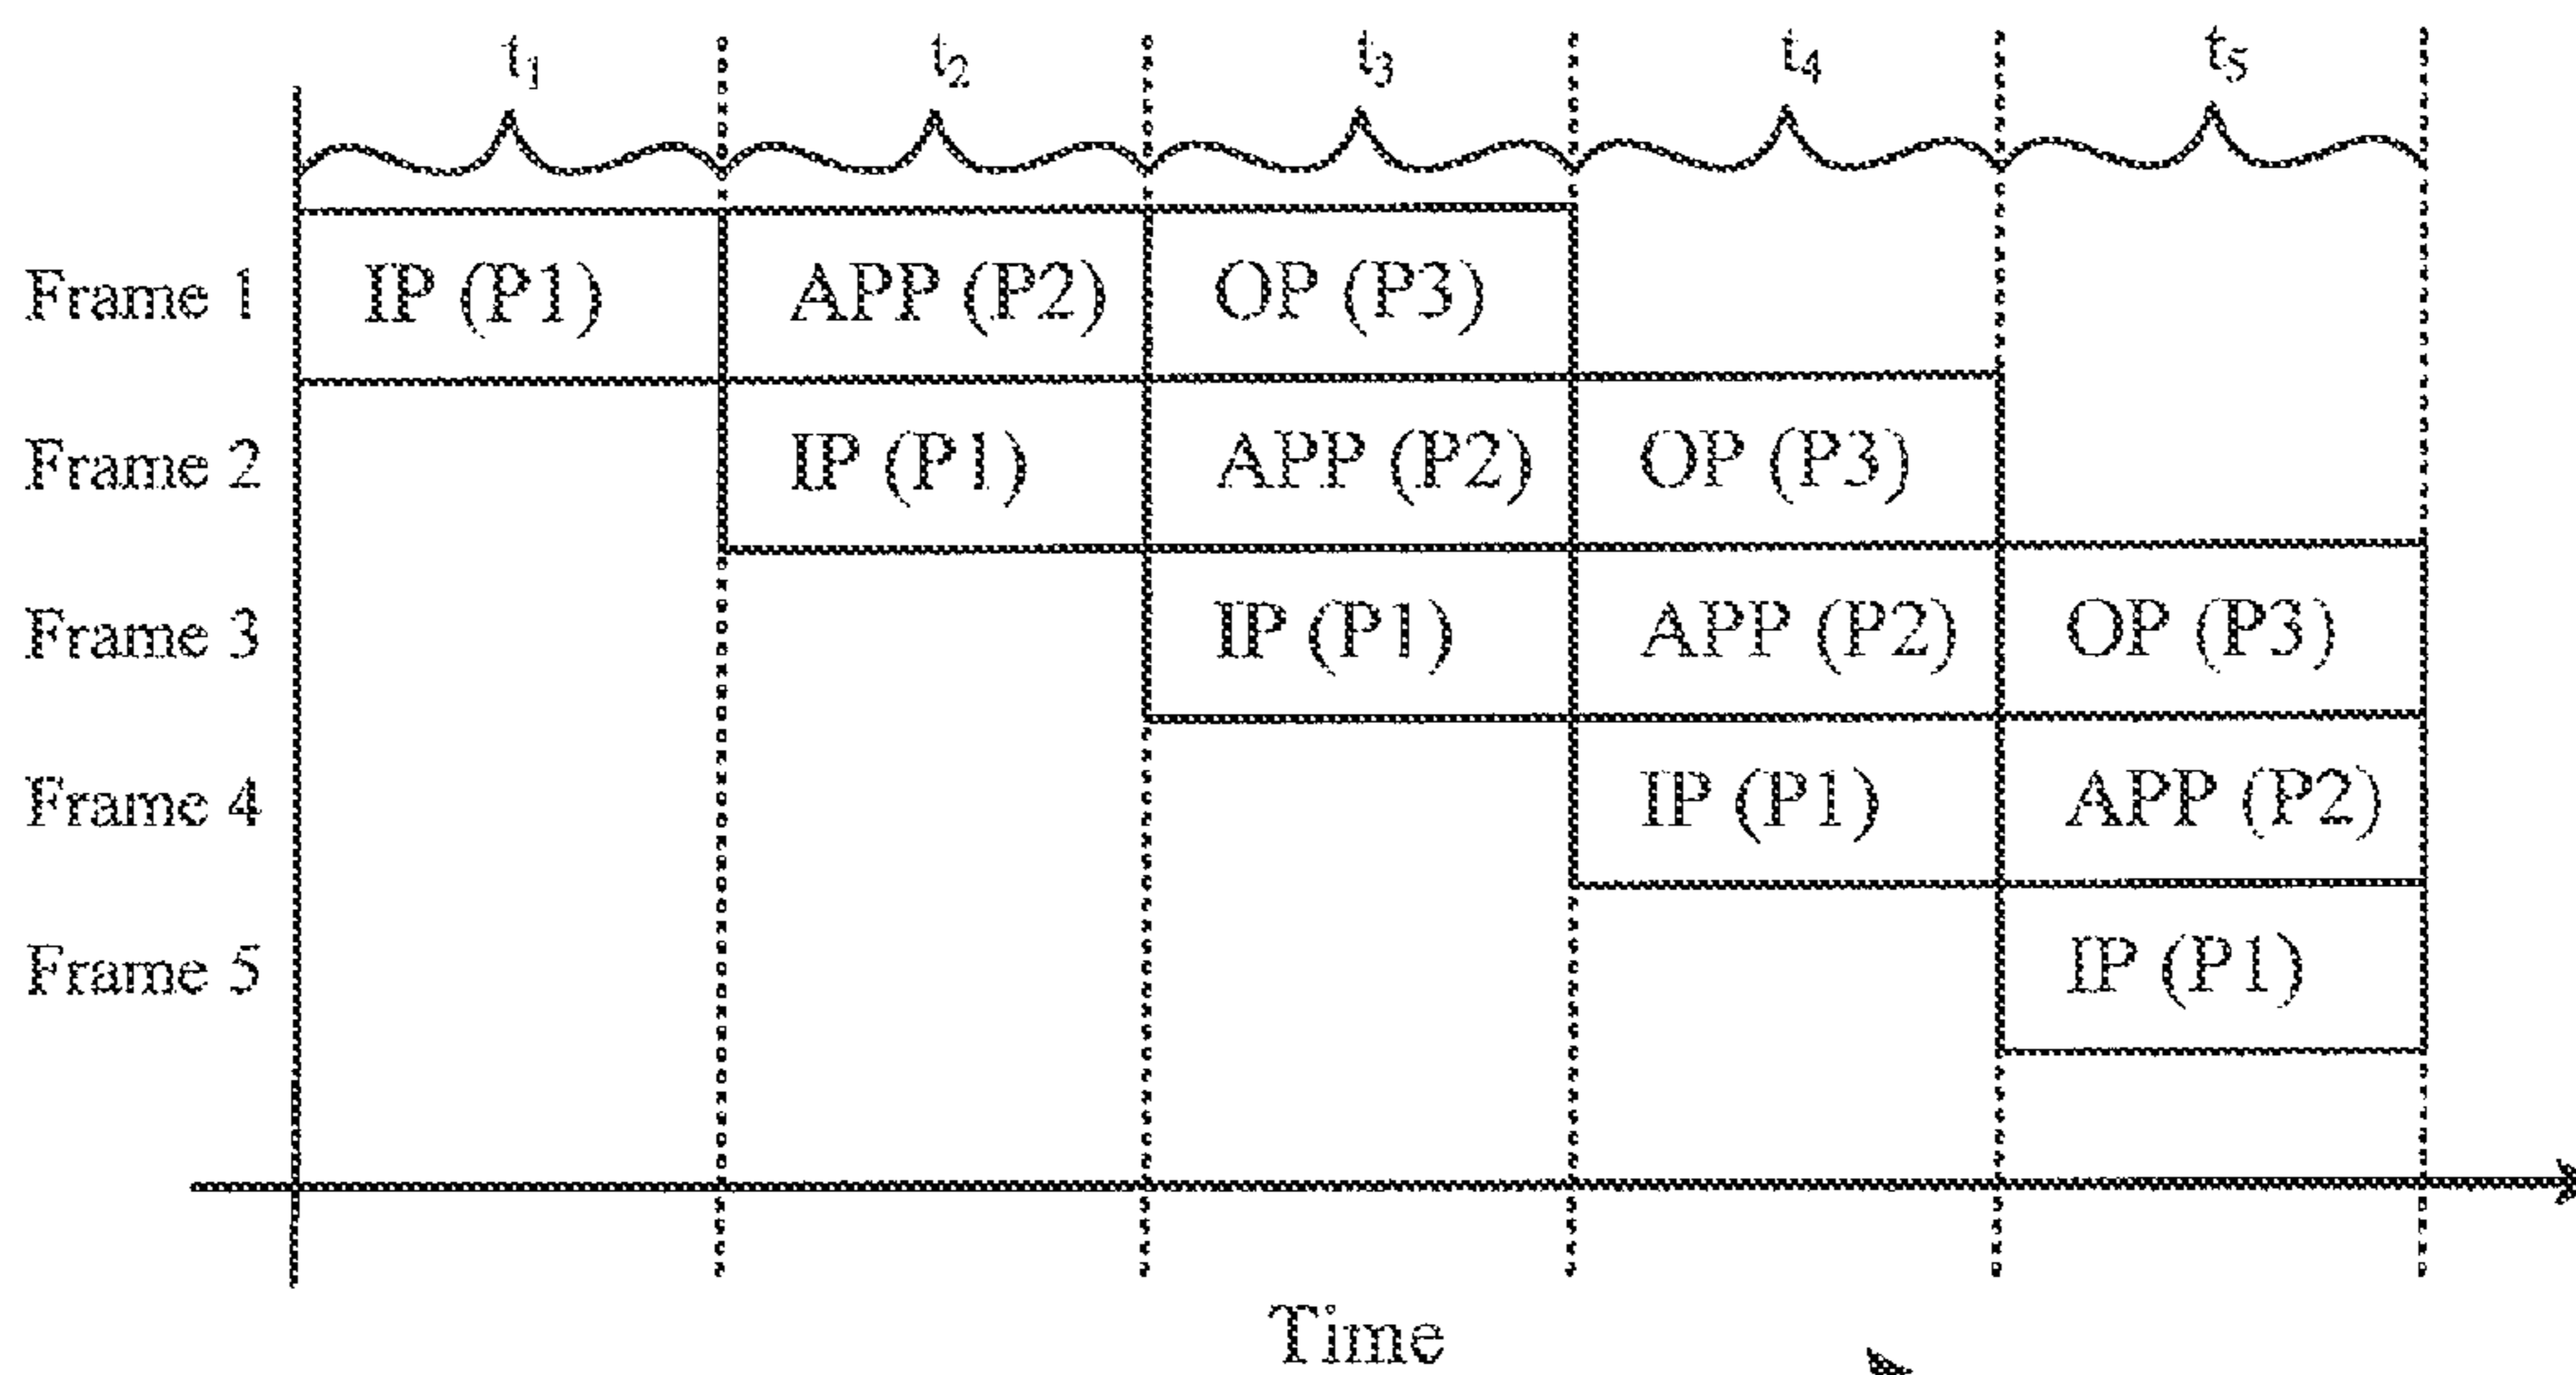 t₁ t₂ t₃ t₄ t₅
Frame 1 IP (P1) APP (P2) OP (P3)
Frame 2 IP (P1) APP (P2) OP (P3)
Frame 3 IP (P1) APP (P2) OP (P3)
Frame 4 IP (P1) APP (P2)
Frame 5 IP (P1)
Time